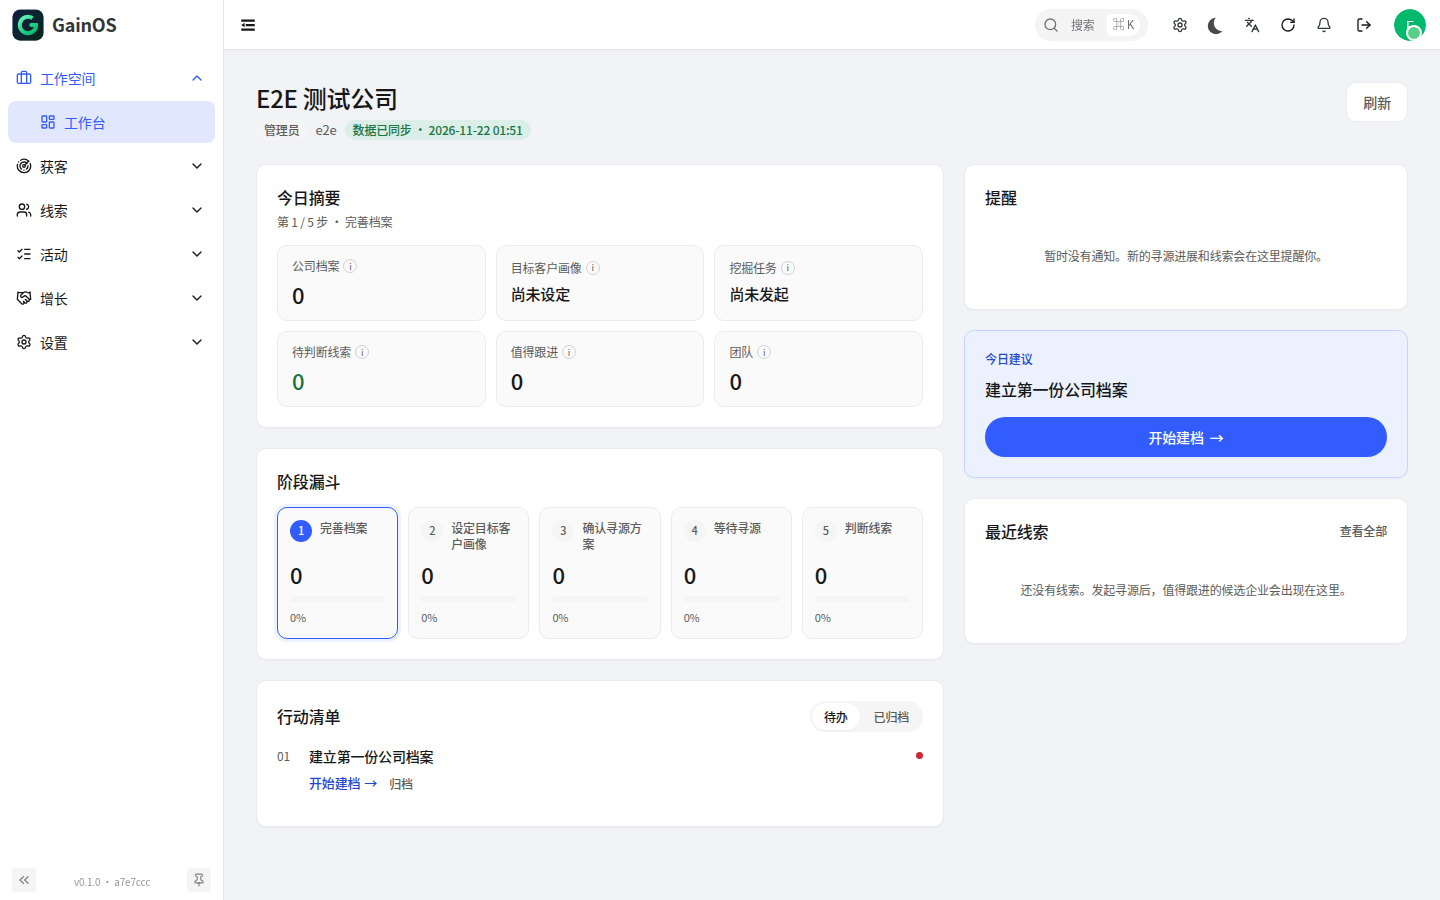 GainOS
搜索
⌘ K
E
工作空间
工作台
获客
线索
活动
增长
设置
v0.1.0 · a7e7ccc
E2E 测试公司
管理员 e2e 数据已同步 · 2026-11-22 01:51
刷新
今日摘要
第 1 / 5 步 · 完善档案
公司档案
0
目标客户画像
尚未设定
挖掘任务
尚未发起
待判断线索
0
值得跟进
0
团队
0
阶段漏斗
1 完善档案
0
0%
2 设定目标客
户画像
0
0%
3 确认寻源方
案
0
0%
4 等待寻源
0
0%
5 判断线索
0
0%
行动清单
待办 已归档
01 建立第一份公司档案
开始建档 → 归档
提醒
暂时没有通知。新的寻源进展和线索会在这里提醒你。
今日建议
建立第一份公司档案
开始建档 →
最近线索
查看全部
还没有线索。发起寻源后，值得跟进的候选企业会出现在这里。